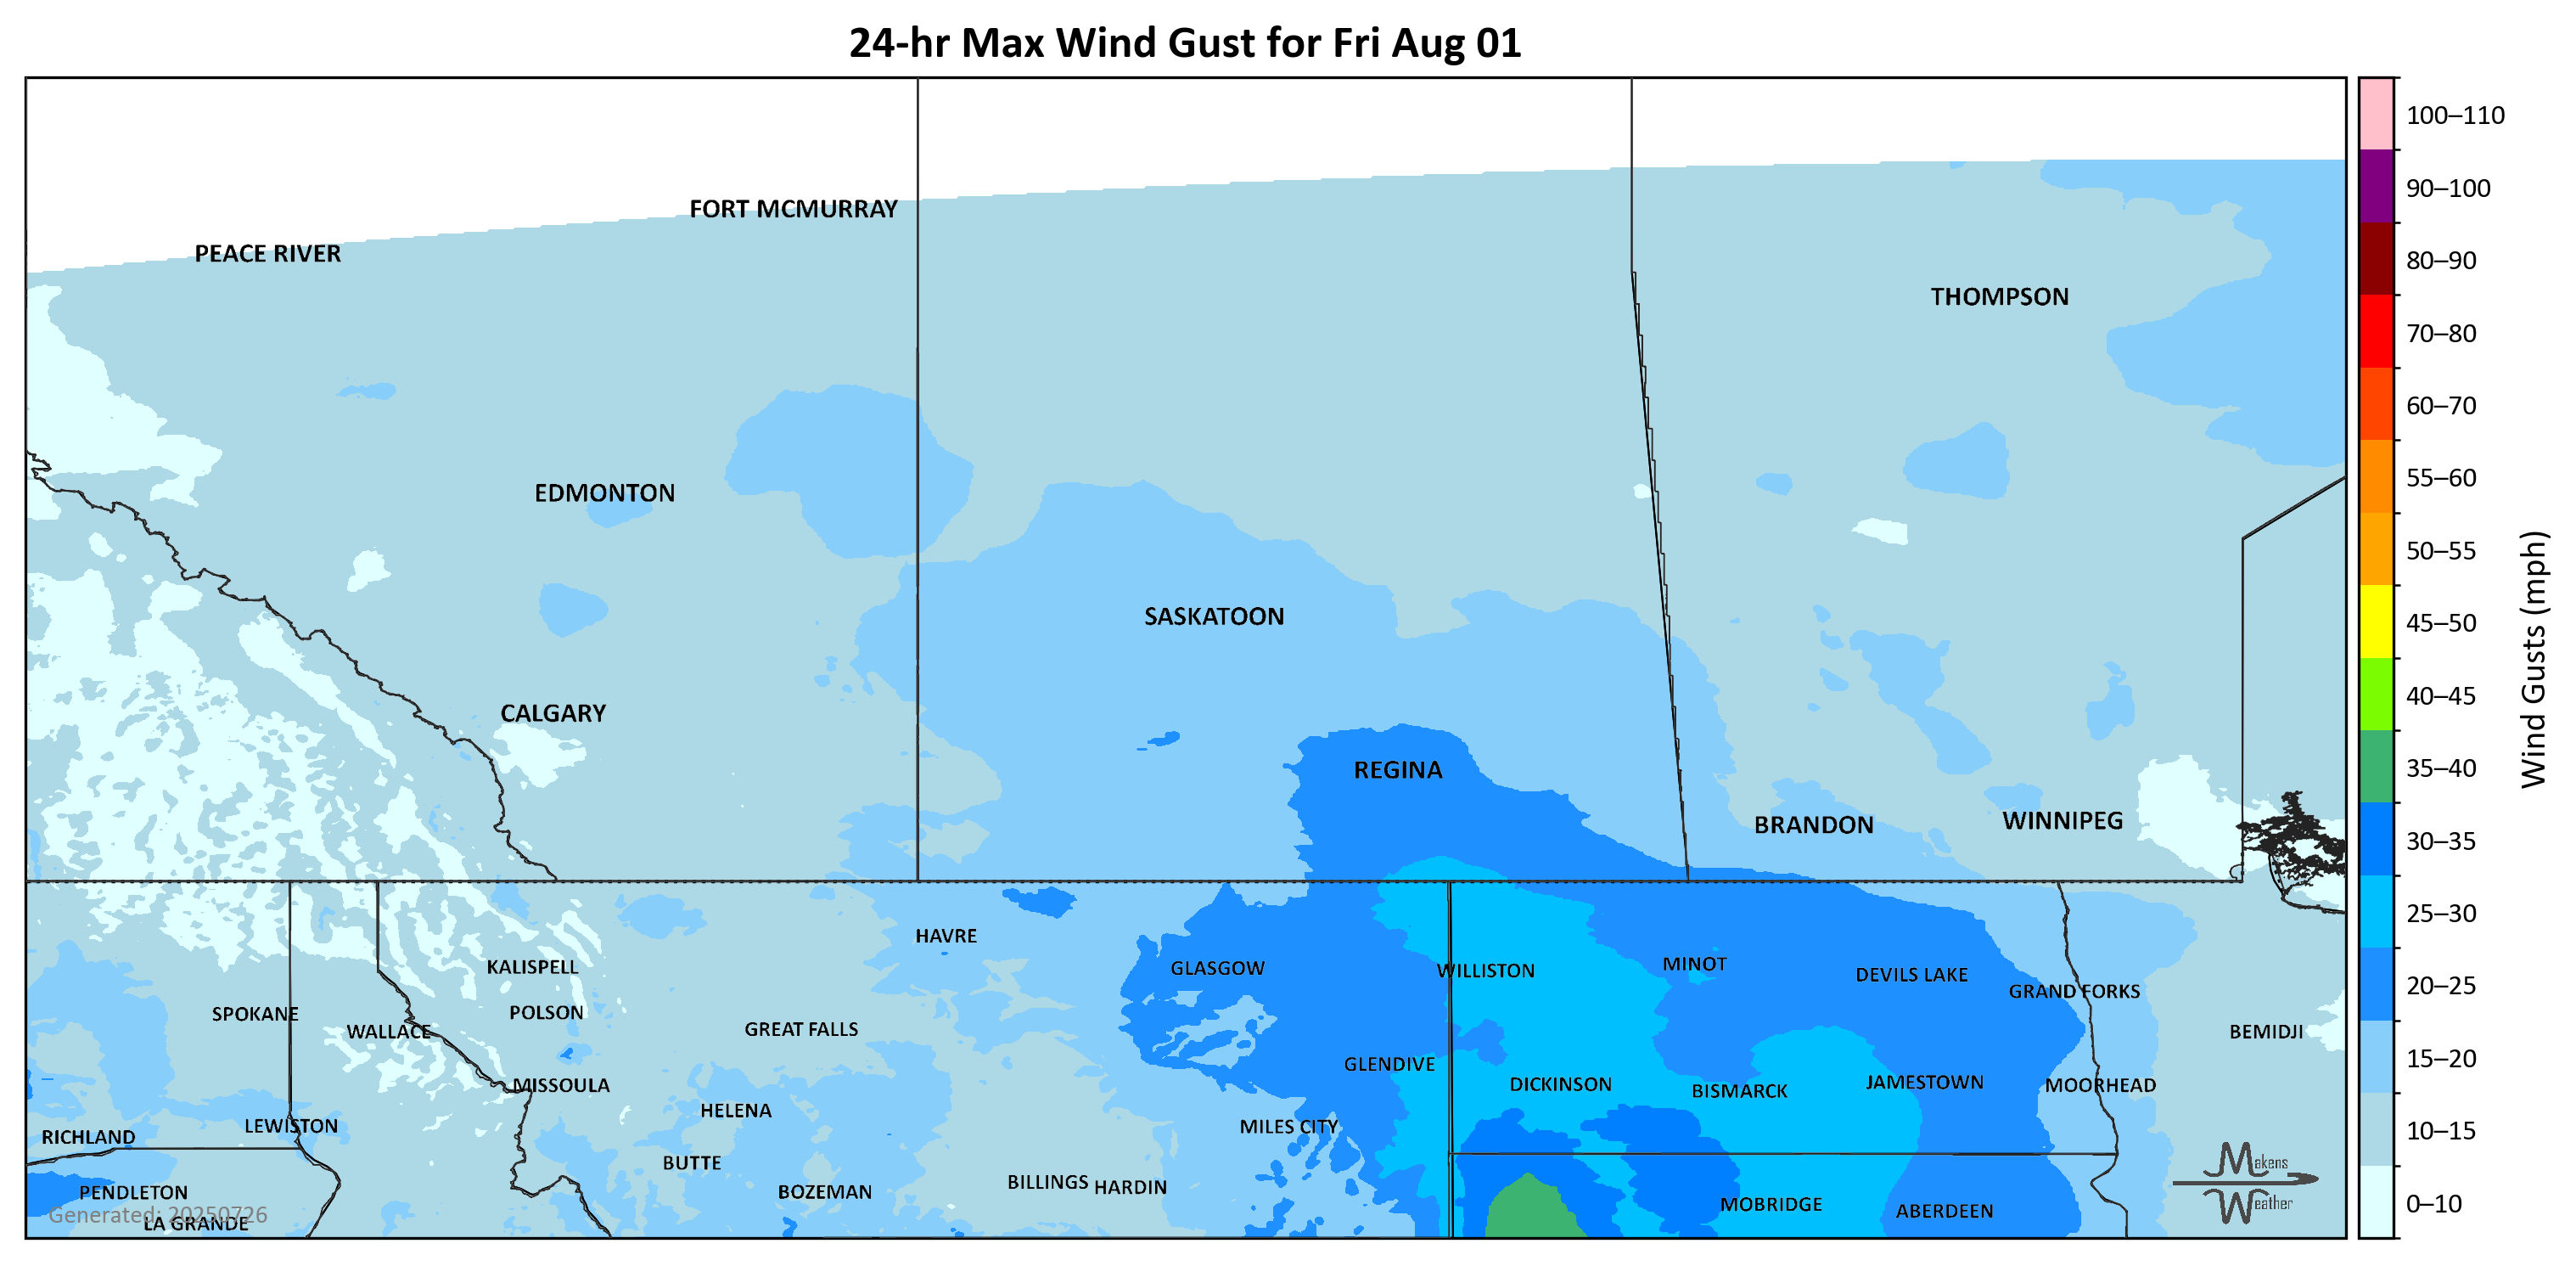 24-hr Max Wind Gust for Fri Aug 01
100–110
90–100
80–90
70–80
60–70
55–60
50–55
45–50
40–45
35–40
30–35
25–30
20–25
15–20
10–15
0–10
Wind Gusts (mph)
FORT MCMURRAY
PEACE RIVER
THOMPSON
EDMONTON
SASKATOON
CALGARY
REGINA
BRANDON
WINNIPEG
HAVRE
KALISPELL
GLASGOW
WILLISTON
MINOT
DEVILS LAKE
GRAND FORKS
SPOKANE
POLSON
WALLACE
GREAT FALLS
BEMIDJI
GLENDIVE
MISSOULA
DICKINSON
BISMARCK
JAMESTOWN
MOORHEAD
HELENA
LEWISTON
MILES CITY
RICHLAND
BUTTE
BILLINGS
HARDIN
PENDLETON
BOZEMAN
MOBRIDGE
ABERDEEN
LA GRANDE
Generated: 20250726
Makens
Weather